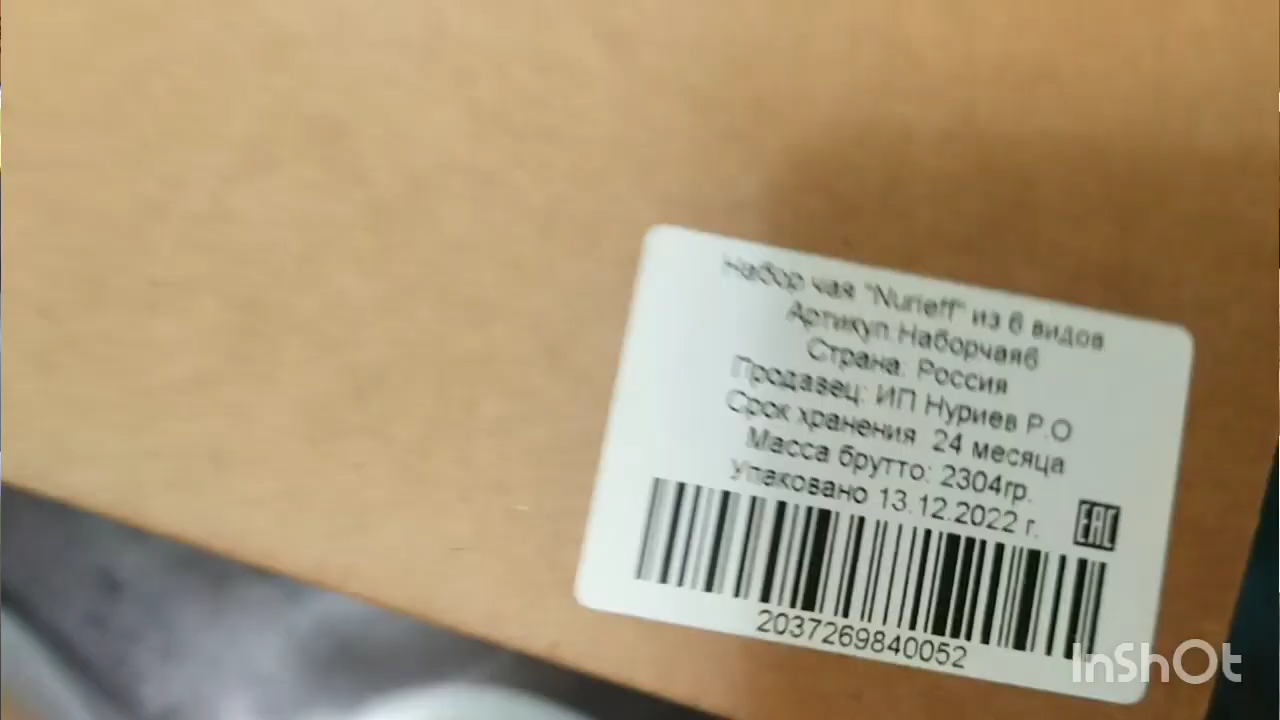 Набор чая "Nurieff" из 6 видов
Артикул Наборчая6
Страна. Россия
Продавец: ИП Нуриев Р.О
Срок хранения 24 месяца
Масса брутто: 2304гр.
Упаковано 13.12.2022 г.
EAC
2037269840052
InShOt